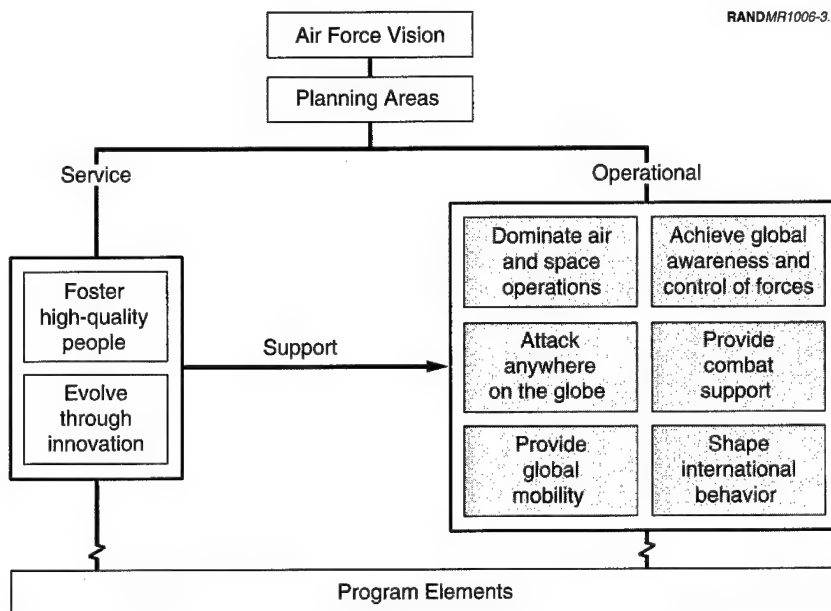 RANDMR1006-3.
Air Force Vision
Planning Areas
Service
Operational
Foster
high-quality
people
Evolve
through
innovation
Support
Dominate air
and space
operations
Achieve global
awareness and
control of forces
Attack
anywhere
on the globe
Provide
combat
support
Provide
global
mobility
Shape
international
behavior
Program Elements